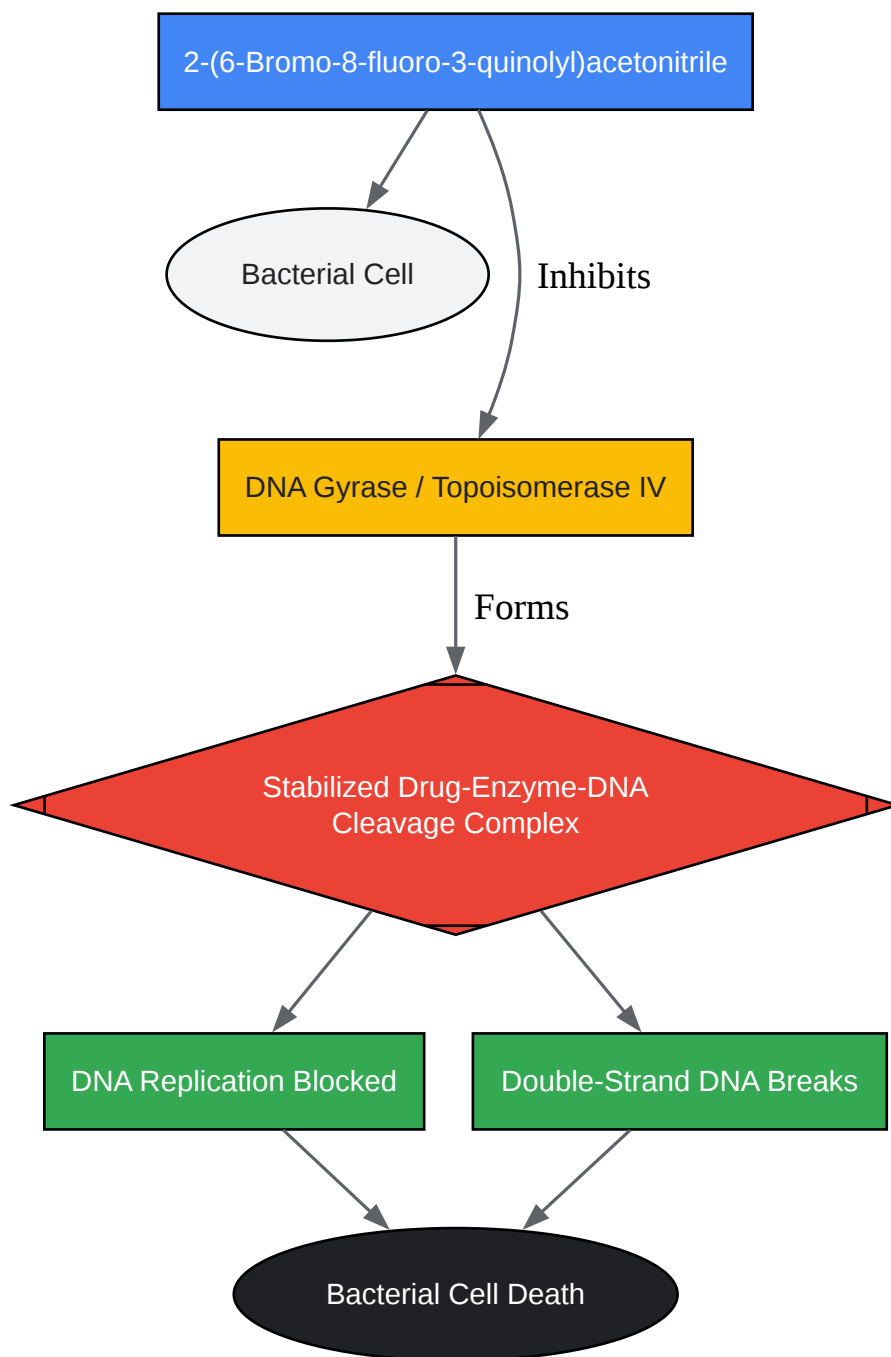 2-(6-Bromo-8-fluoro-3-quinolyl)acetonitrile
Bacterial Cell
Inhibits
DNA Gyrase / Topoisomerase IV
Forms
Stabilized Drug-Enzyme-DNA
Cleavage Complex
DNA Replication Blocked
Double-Strand DNA Breaks
Bacterial Cell Death